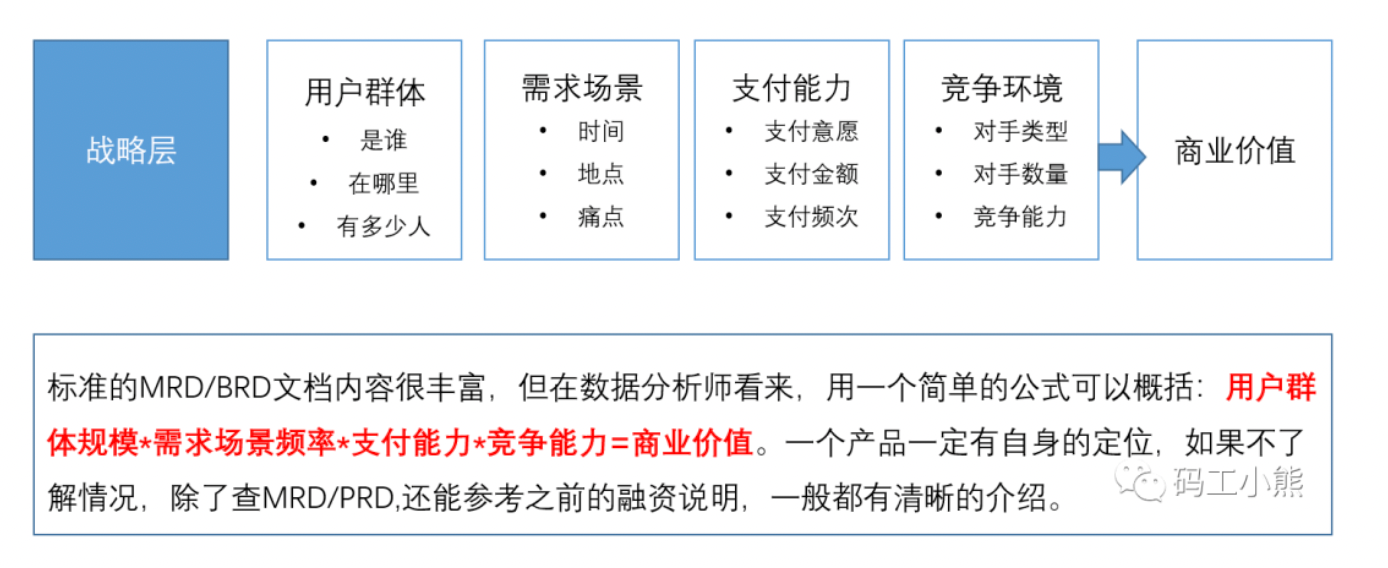 战略层
用户群体
• 是谁
• 在哪里
• 有多少人
需求场景
• 时间
• 地点
• 痛点
支付能力
• 支付意愿
• 支付金额
• 支付频次
竞争环境
• 对手类型
• 对手数量
• 竞争能力
商业价值
标准的MRD/BRD文档内容很丰富，但在数据分析师看来，用一个简单的公式可以概括：用户群
体规模*需求场景频率*支付能力*竞争能力=商业价值。一个产品一定有自身的定位，如果不了
解情况，除了查MRD/PRD,还能参考之前的融资说明，一般都有清晰的介绍。
码工小熊